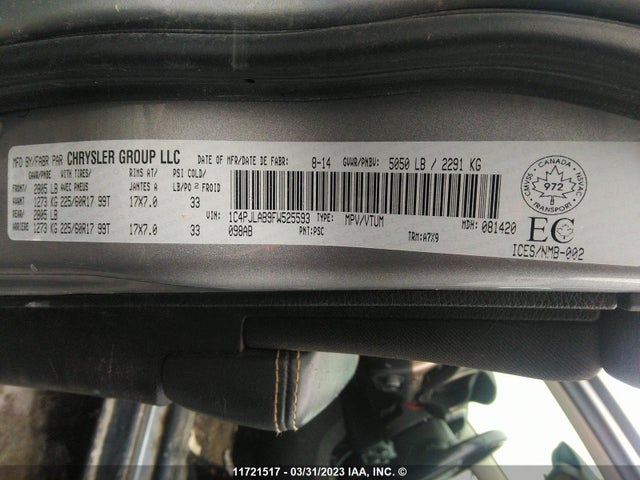 MFD BY/FABR PAR CHRYSLER GROUP LLC DATE OF MFR/DATE DE FABR: 8-14 GVWR/PNBV: 5050 LB / 2291 KG
GAWR/PNBE WITH TIRES/ RIMS AT/ PSI COLD/
FRONT/ 2805 LB AVEC PNEUS JANTES A LB/PO 2 FROID
AVANT 1273 KG 225/60R17 99T 17X7.0 33
REAR/ 2805 LB
ARRIERE 1273 KG 225/60R17 99T 17X7.0 33
VIN: 1C4PJLAB9FW525593 TYPE: MPV/VTUM MDH: 081420
098AB PNT: PSC TRM: A7X9
CMVSS • CANADA • NSVAC
972
TRANSPORT
EC
ICES/NMB-002
11721517 - 03/31/2023 IAA, INC. ©